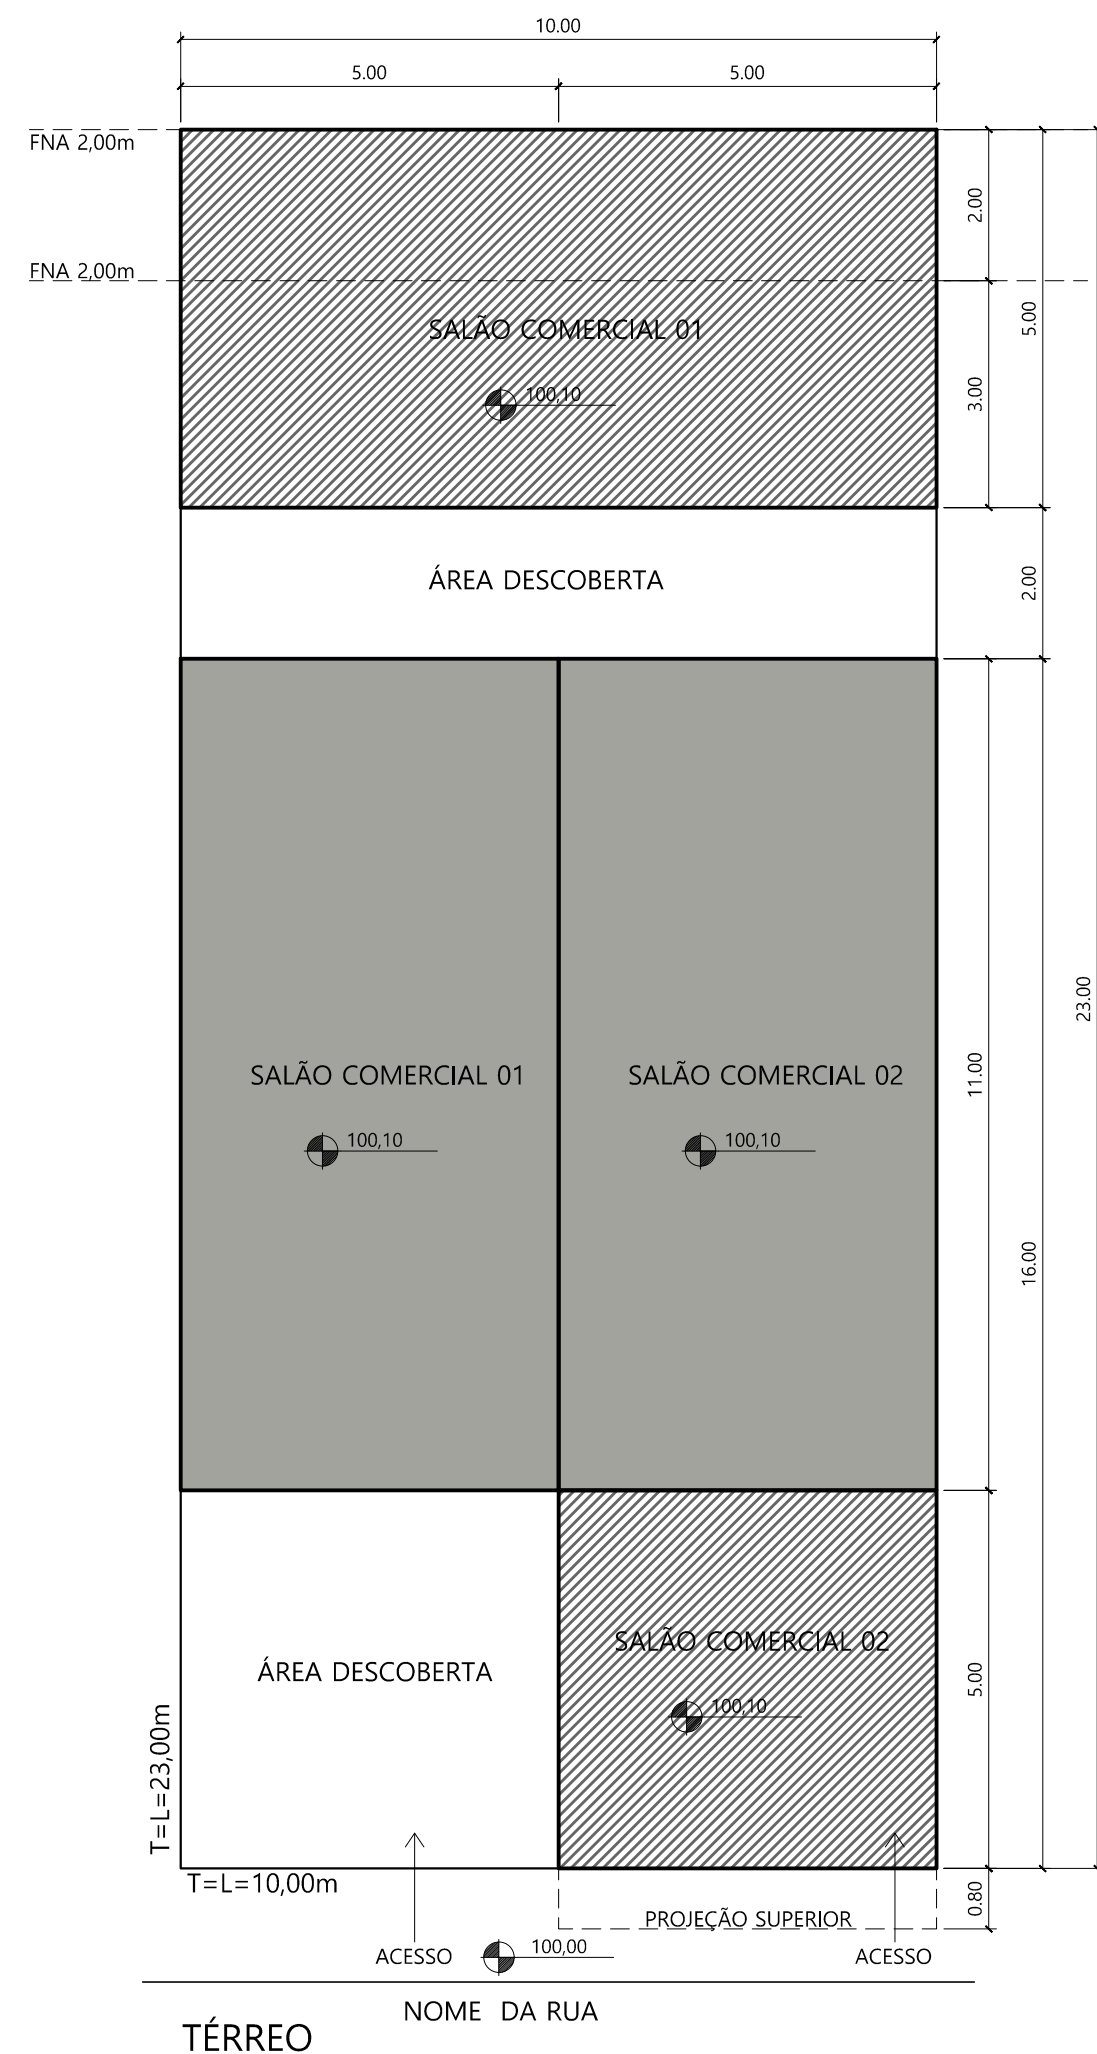 10.00
5.00
5.00
FNA 2,00m
2.00
FNA 2,00m
5.00
SALÃO COMERCIAL 01
100,10
3.00
ÁREA DESCOBERTA
2.00
23.00
SALÃO COMERCIAL 01
SALÃO COMERCIAL 02
11.00
100,10
100,10
16.00
SALÃO COMERCIAL 02
ÁREA DESCOBERTA
5.00
100,10
T=L=23,00m
T=L=10,00m
0.80
PROJEÇÃO SUPERIOR
ACESSO
100,00
ACESSO
NOME DA RUA
TÉRREO